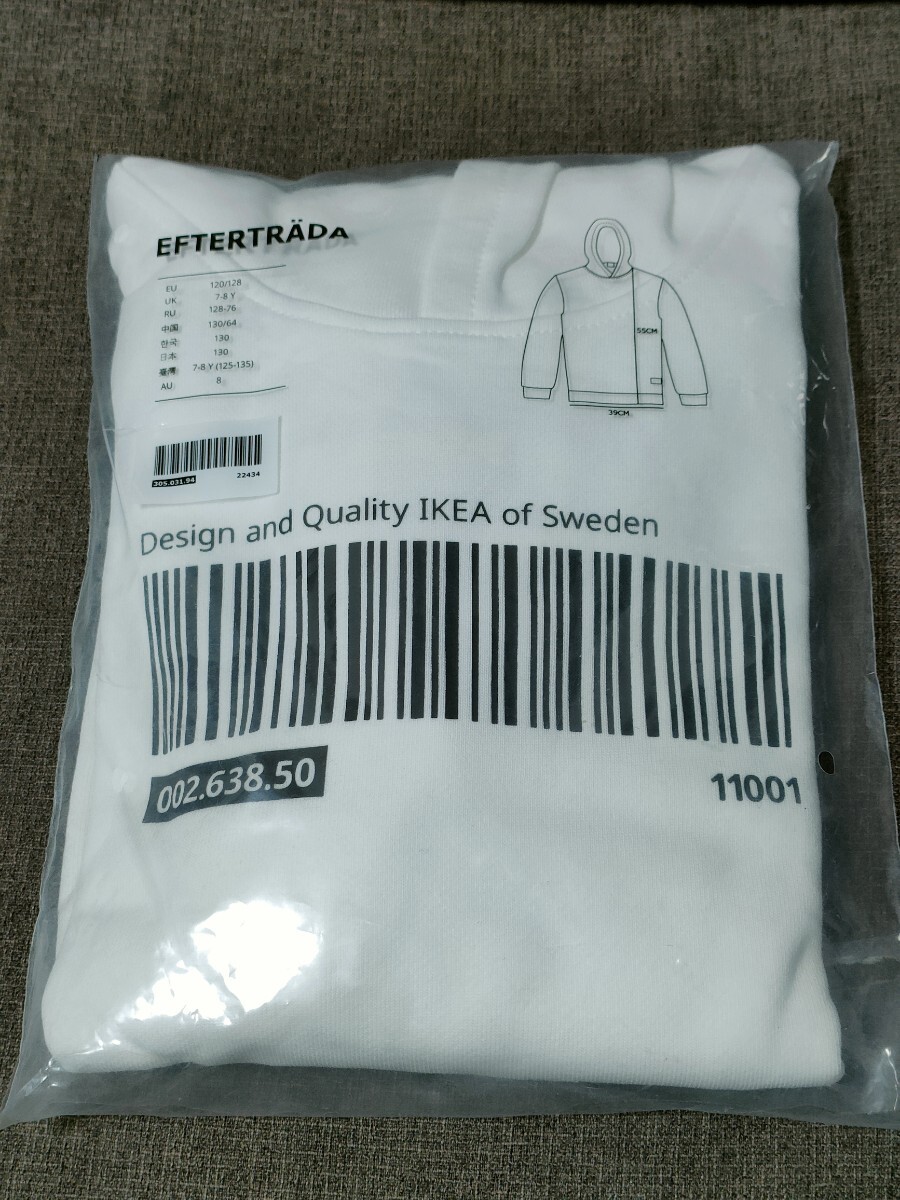 EFTERTRÄDA
EU 120/128
UK 7-8 Y
RU 128-76
中国 130/64
한국 130
日本 130
臺灣 7-8 Y (125-135)
AU 8
55CM
39CM
305.031.94 22434
Design and Quality IKEA of Sweden
002.638.50 11001